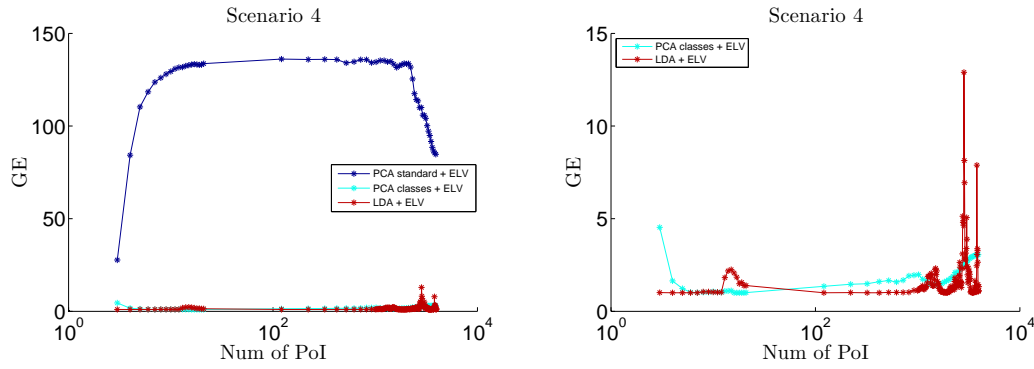 Scenario 4
150
100
50
0
GE
10^0
10^2
10^4
Num of PoI
PCA standard + ELV
PCA classes + ELV
LDA + ELV
Scenario 4
15
10
5
0
GE
10^0
10^2
10^4
Num of PoI
PCA classes + ELV
LDA + ELV